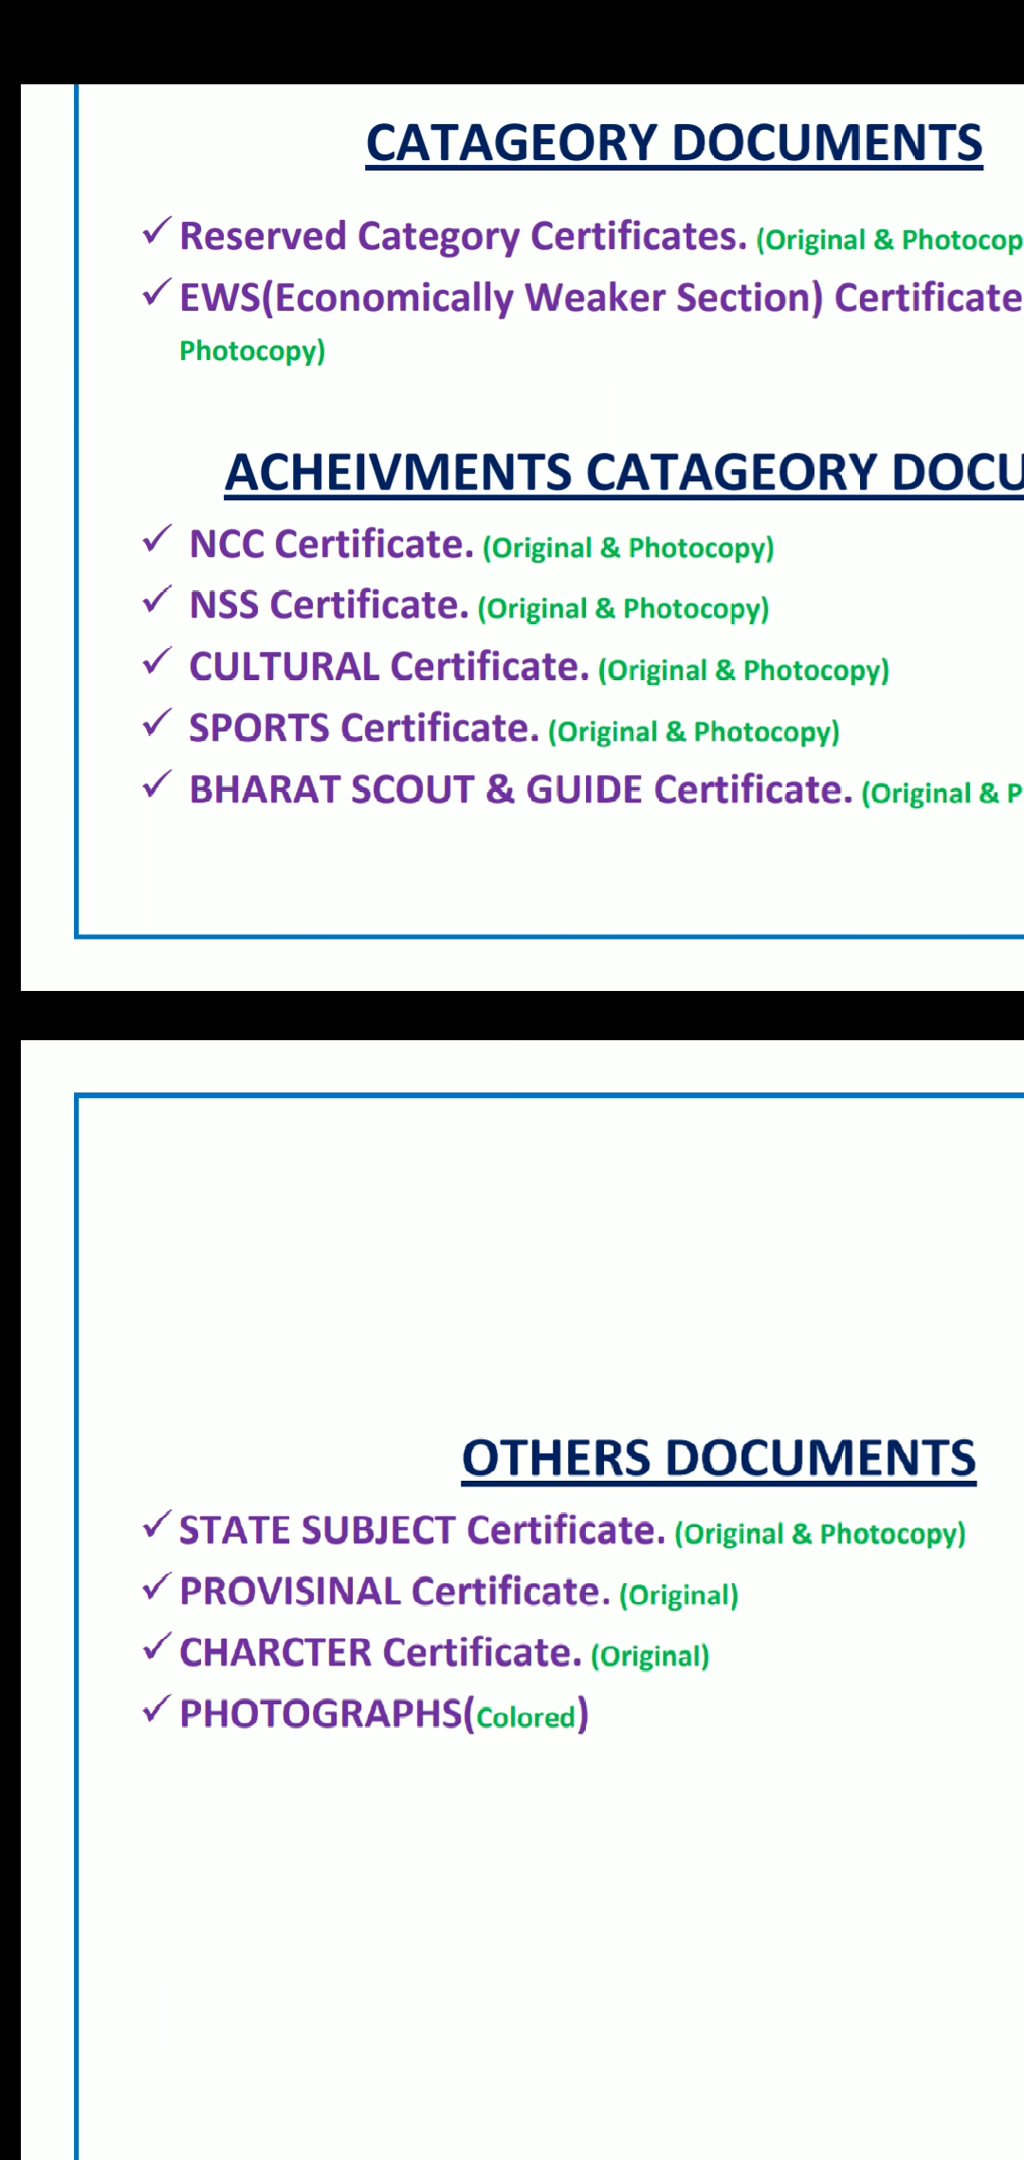 CATAGEORY DOCUMENTS
✓ Reserved Category Certificates. (Original & Photocop
✓ EWS(Economically Weaker Section) Certificate
Photocopy)
ACHEIVMENTS CATAGEORY DOCU
✓ NCC Certificate. (Original & Photocopy)
✓ NSS Certificate. (Original & Photocopy)
✓ CULTURAL Certificate. (Original & Photocopy)
✓ SPORTS Certificate. (Original & Photocopy)
✓ BHARAT SCOUT & GUIDE Certificate. (Original & P
OTHERS DOCUMENTS
✓ STATE SUBJECT Certificate. (Original & Photocopy)
✓ PROVISINAL Certificate. (Original)
✓ CHARCTER Certificate. (Original)
✓ PHOTOGRAPHS(Colored)